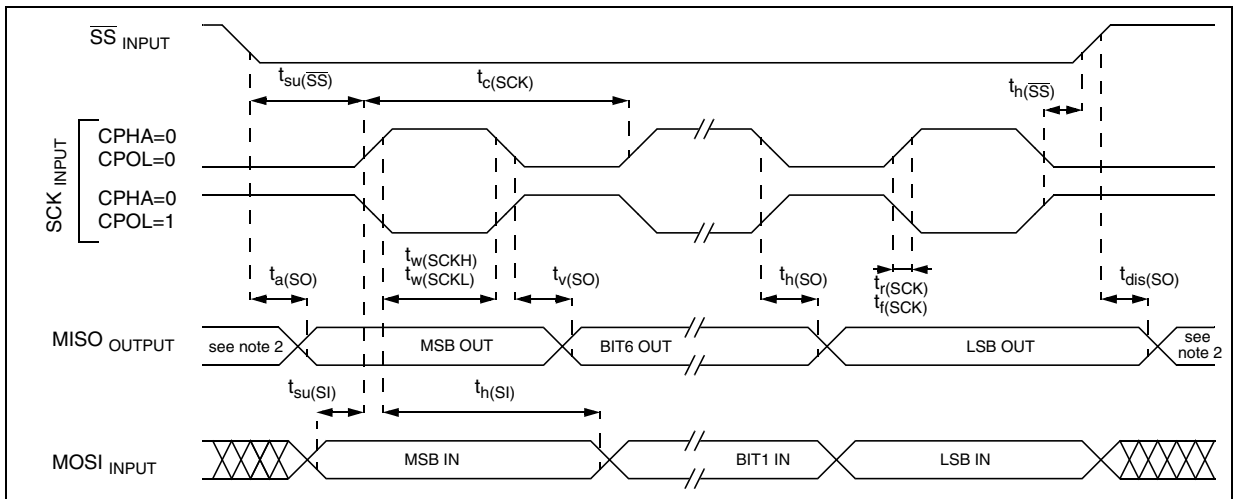 SS INPUT
tsu(SS)
tc(SCK)
th(SS)
SCK INPUT
CPHA=0
CPOL=0
CPHA=0
CPOL=1
ta(SO)
tw(SCKH)
tw(SCKL)
tv(SO)
th(SO)
tr(SCK)
tf(SCK)
tdis(SO)
MISO OUTPUT
see note 2
MSB OUT
BIT6 OUT
LSB OUT
see
note 2
tsu(SI)
th(SI)
MOSI INPUT
MSB IN
BIT1 IN
LSB IN